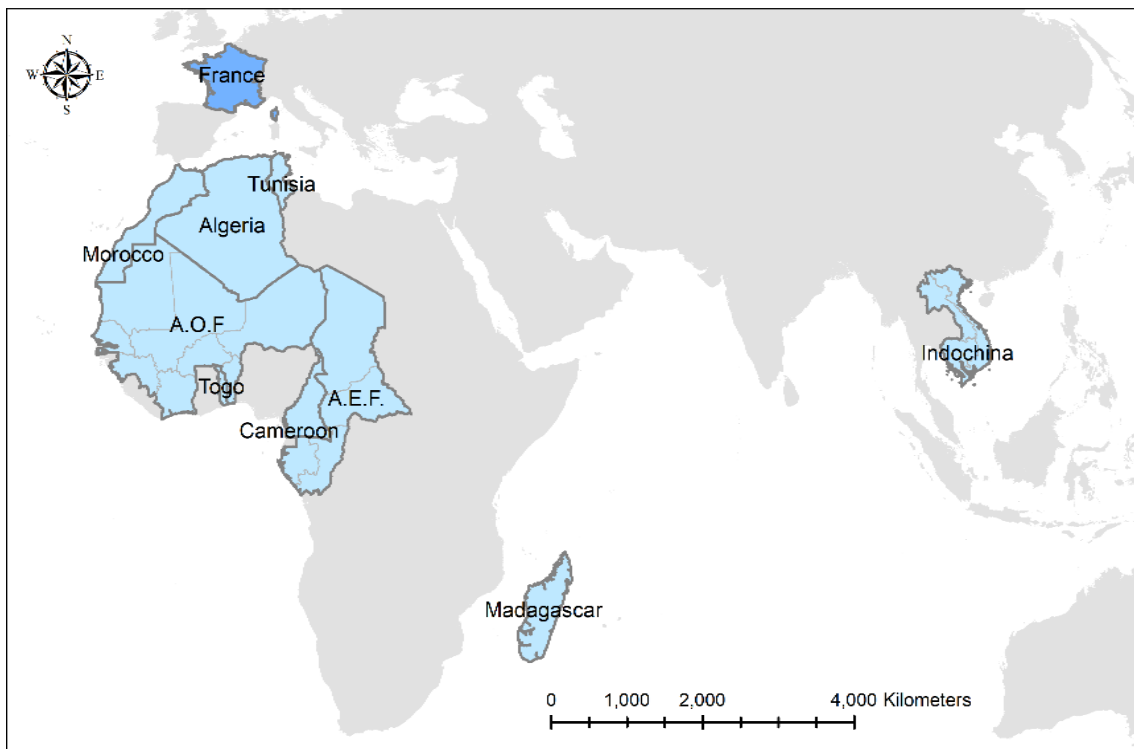 N
W E
S
France
Tunisia
Algeria
Morocco
A.O.F
Togo
A.E.F.
Cameroon
Indochina
Madagascar
0 1,000 2,000 4,000 Kilometers